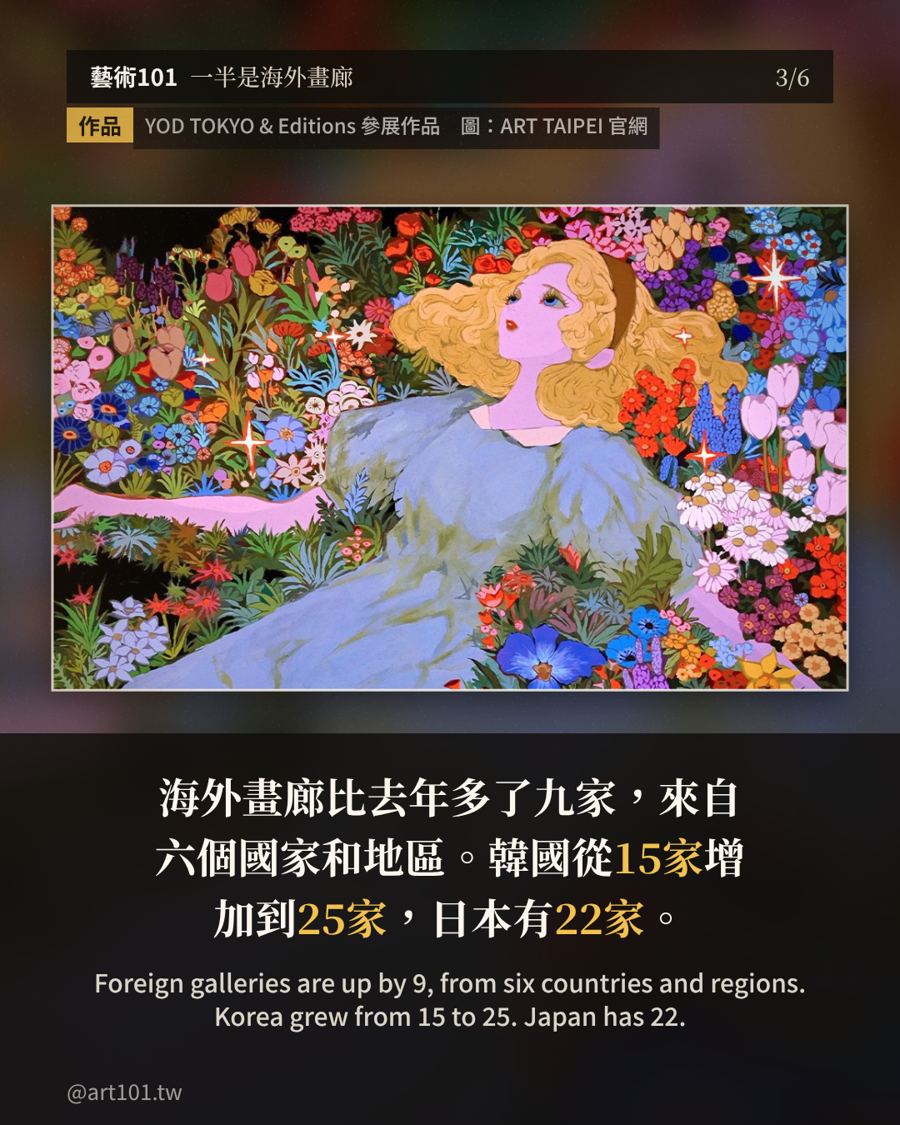 藝術101 一半是海外畫廊 3/6
作品 YOD TOKYO & Editions 參展作品 圖：ART TAIPEI 官網
海外畫廊比去年多了九家，來自
六個國家和地區。韓國從15家增
加到25家，日本有22家。
Foreign galleries are up by 9, from six countries and regions.
Korea grew from 15 to 25. Japan has 22.
@art101.tw